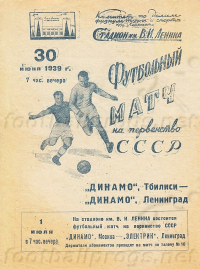 Стадион им. В.И. ЛЕНИНА
30
июня 1939 г.
7 час. вечера
ФУТБОЛЬНЫЙ
МАТЧ
на первенство
СССР
„ДИНАМО“, Тбилиси—
„ДИНАМО“, Ленинград
1
июля
в 7 час. вечера
На стадионе им. В. И. ЛЕНИНА состоится
футбольный матч на первенство СССР
„ДИНАМО“, Москва — „ЭЛЕКТРИК“, Ленинград